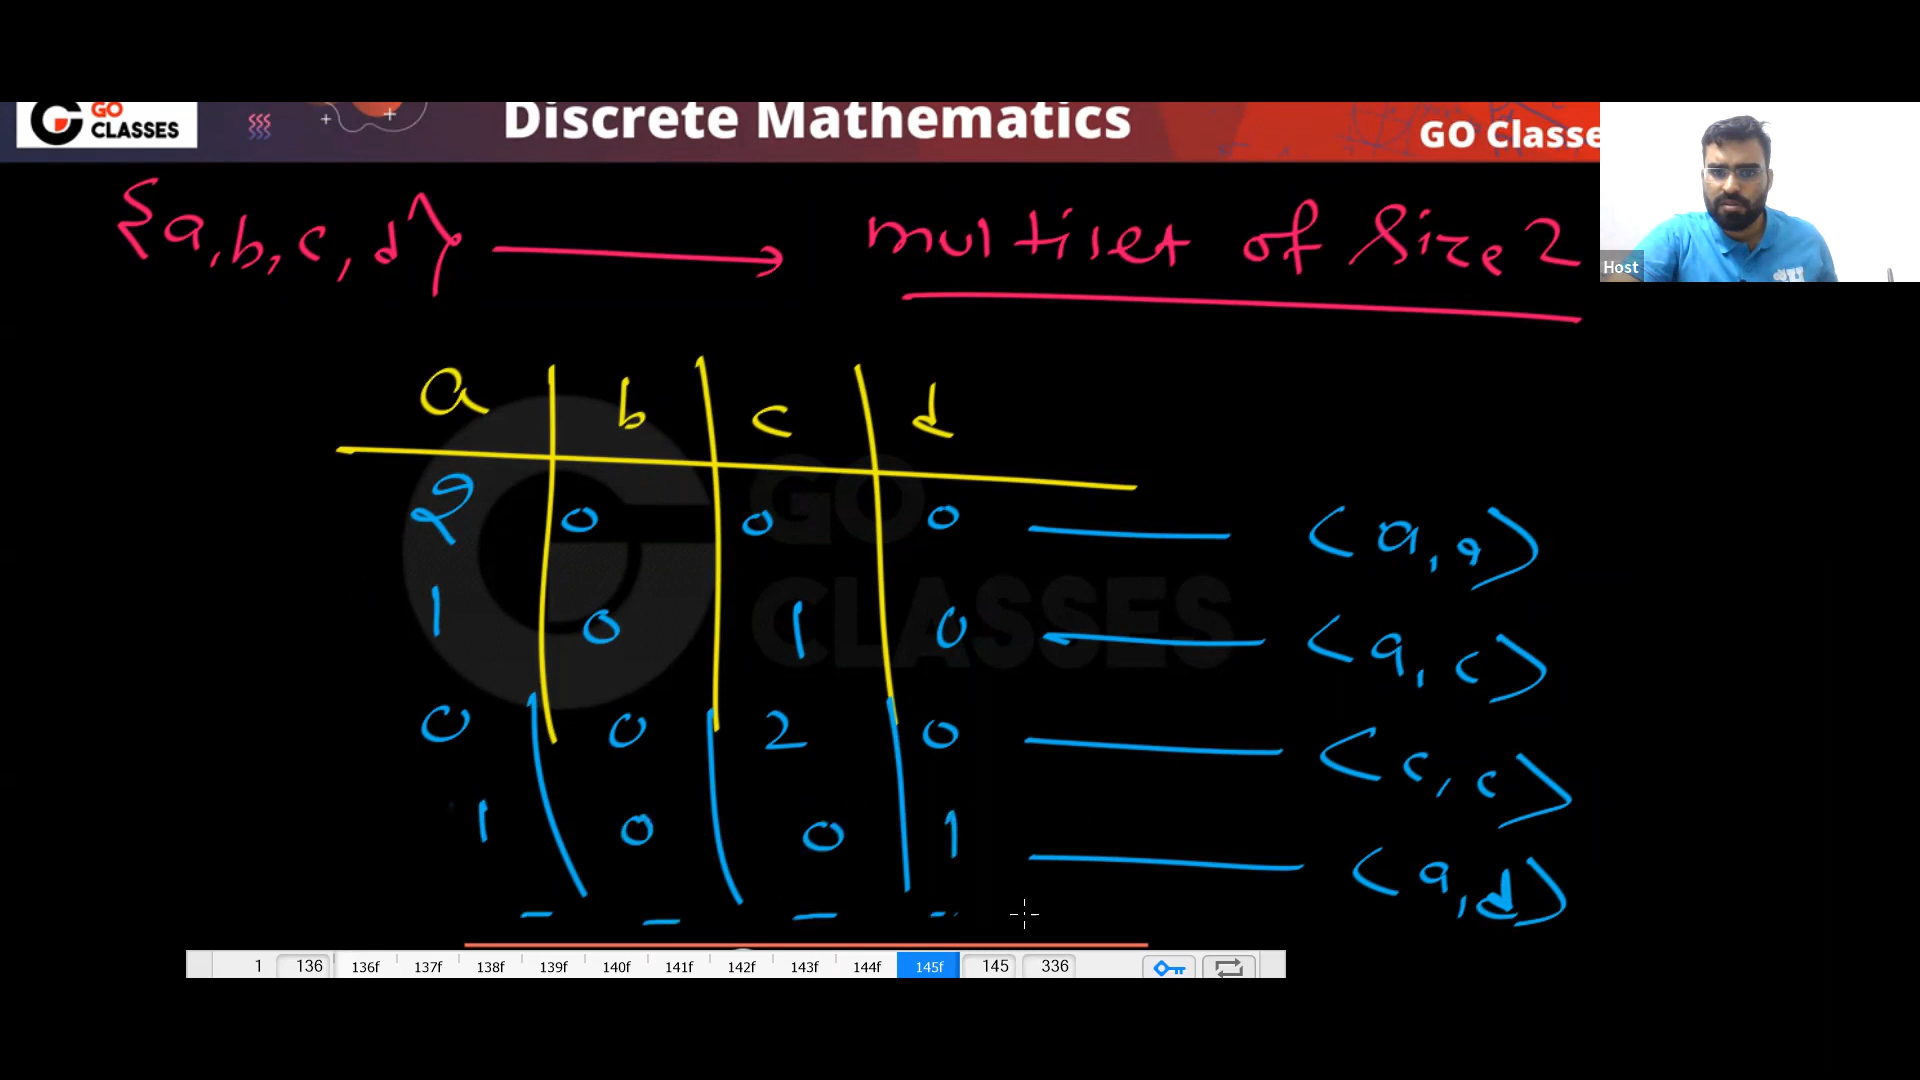 GO CLASSES
Discrete Mathematics
GO Classe
Host
{a, b, c, d} → multiset of size 2
a b c d
2 0 0 0 — <a, a>
1 0 1 0 — <a, c>
0 0 2 0 — <c, c>
1 0 0 1 — <a, d>
– – – –
GO CLASSES
1 136 136f 137f 138f 139f 140f 141f 142f 143f 144f 145f 145 336